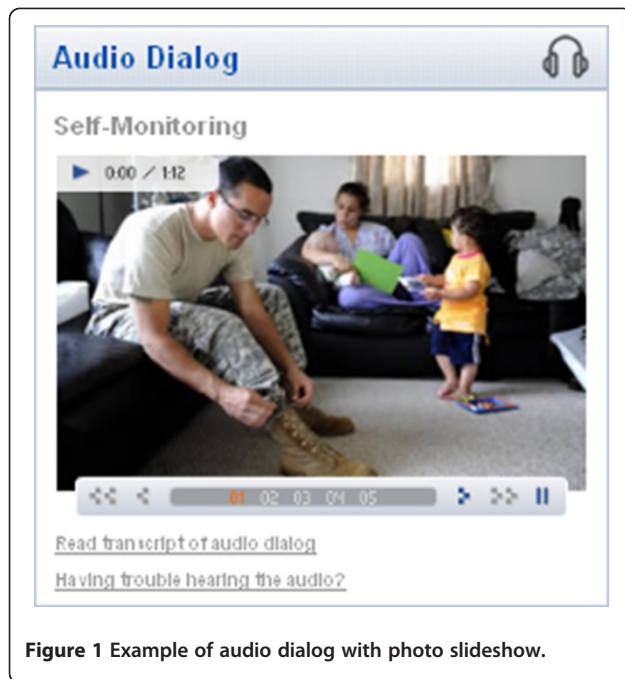 Audio Dialog
Self-Monitoring
0:00 / 1:12
01 02 03 04 05
Read transcript of audio dialog
Having trouble hearing the audio?
Figure 1 Example of audio dialog with photo slideshow.